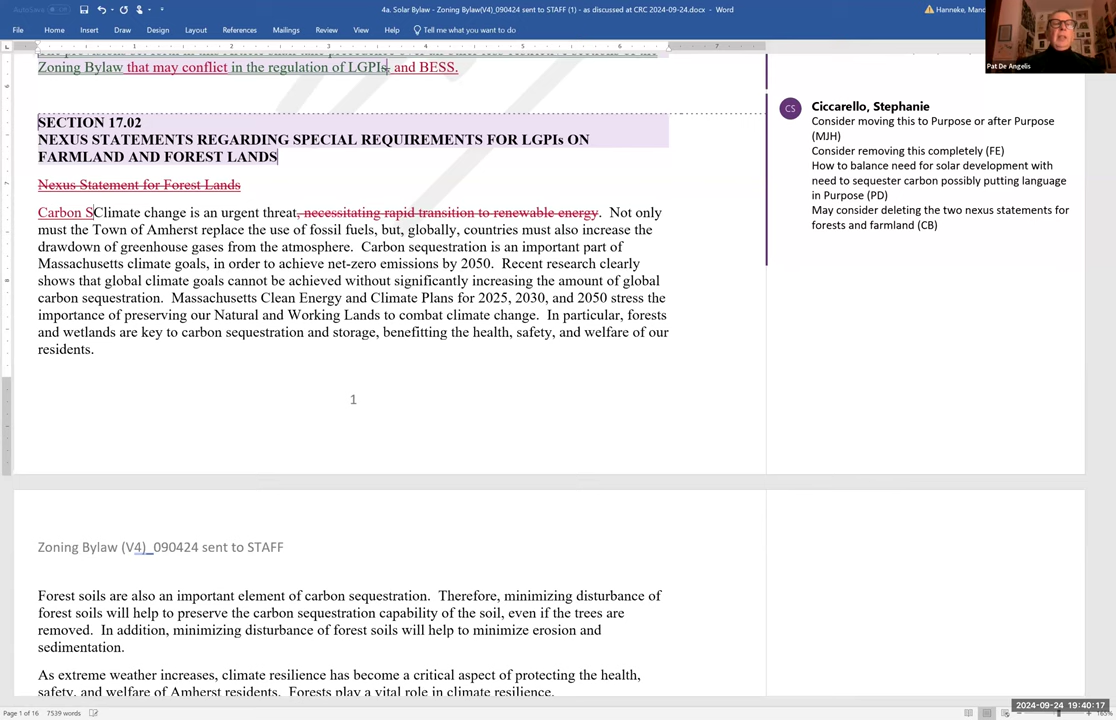 AutoSave
4a. Solar Bylaw - Zoning Bylaw(V4)_090424 sent to STAFF (1) - as discussed at CRC 2024-09-24.docx - Word
Hanneke, Mand
File Home Insert Draw Design Layout References Mailings Review View Help Tell me what you want to do
Pat De Angelis
Zoning Bylaw that may conflict in the regulation of LGPIs, and BESS.
SECTION 17.02
NEXUS STATEMENTS REGARDING SPECIAL REQUIREMENTS FOR LGPIs ON
FARMLAND AND FOREST LANDS
Nexus Statement for Forest Lands
Carbon SClimate change is an urgent threat, necessitating rapid transition to renewable energy. Not only
must the Town of Amherst replace the use of fossil fuels, but, globally, countries must also increase the
drawdown of greenhouse gases from the atmosphere. Carbon sequestration is an important part of
Massachusetts climate goals, in order to achieve net-zero emissions by 2050. Recent research clearly
shows that global climate goals cannot be achieved without significantly increasing the amount of global
carbon sequestration. Massachusetts Clean Energy and Climate Plans for 2025, 2030, and 2050 stress the
importance of preserving our Natural and Working Lands to combat climate change. In particular, forests
and wetlands are key to carbon sequestration and storage, benefitting the health, safety, and welfare of our
residents.
1
CS
Ciccarello, Stephanie
Consider moving this to Purpose or after Purpose
(MJH)
Consider removing this completely (FE)
How to balance need for solar development with
need to sequester carbon possibly putting language
in Purpose (PD)
May consider deleting the two nexus statements for
forests and farmland (CB)
Zoning Bylaw (V4)_090424 sent to STAFF
Forest soils are also an important element of carbon sequestration. Therefore, minimizing disturbance of
forest soils will help to preserve the carbon sequestration capability of the soil, even if the trees are
removed. In addition, minimizing disturbance of forest soils will help to minimize erosion and
sedimentation.
As extreme weather increases, climate resilience has become a critical aspect of protecting the health,
safety, and welfare of Amherst residents. Forests play a vital role in climate resilience.
Page 1 of 16 7539 words
2024-09-24 19:40:17